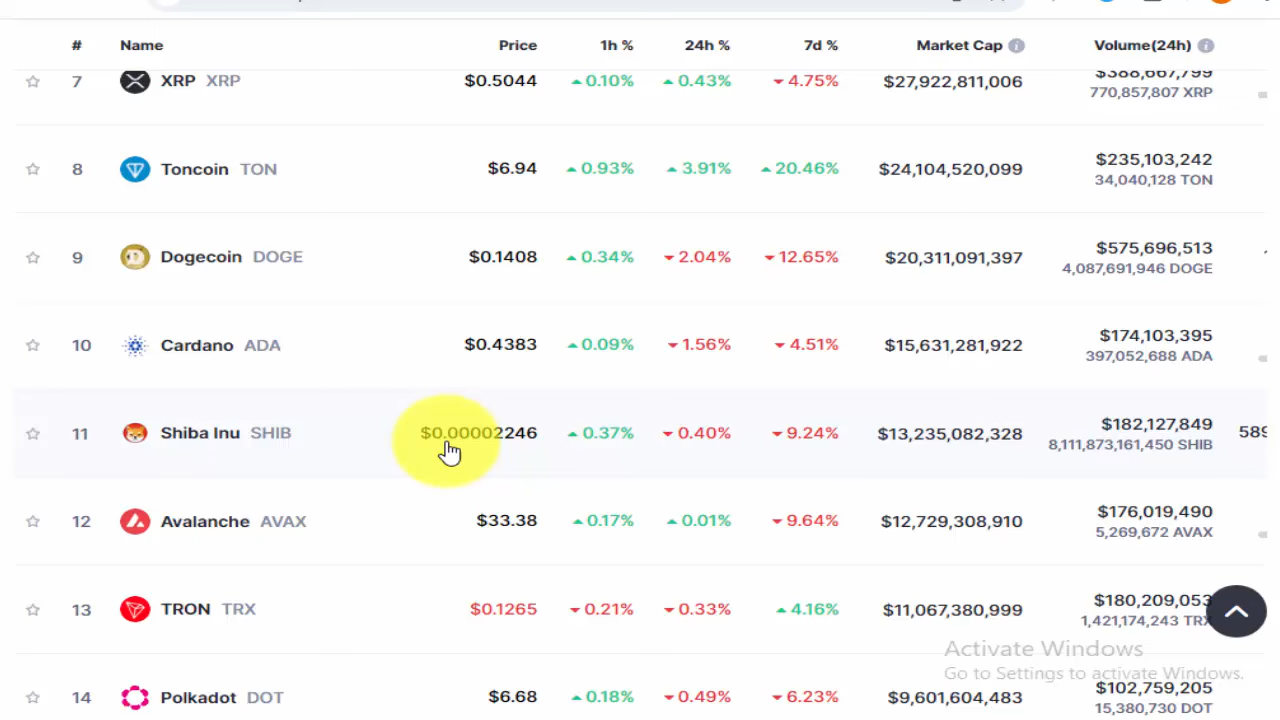 # Name Price 1h % 24h % 7d % Market Cap Volume(24h)
7 XRP XRP $0.5044 0.10% 0.43% 4.75% $27,922,811,006 $388,667,799
770,857,807 XRP
8 Toncoin TON $6.94 0.93% 3.91% 20.46% $24,104,520,099 $235,103,242
34,040,128 TON
9 Dogecoin DOGE $0.1408 0.34% 2.04% 12.65% $20,311,091,397 $575,696,513
4,087,691,946 DOGE
10 Cardano ADA $0.4383 0.09% 1.56% 4.51% $15,631,281,922 $174,103,395
397,052,688 ADA
11 Shiba Inu SHIB $0.00002246 0.37% 0.40% 9.24% $13,235,082,328 $182,127,849 589
8,111,873,161,450 SHIB
12 Avalanche AVAX $33.38 0.17% 0.01% 9.64% $12,729,308,910 $176,019,490
5,269,672 AVAX
13 TRON TRX $0.1265 0.21% 0.33% 4.16% $11,067,380,999 $180,209,053
1,421,174,243 TRX
Activate Windows
Go to Settings to activate Windows.
14 Polkadot DOT $6.68 0.18% 0.49% 6.23% $9,601,604,483 $102,759,205
15,380,730 DOT